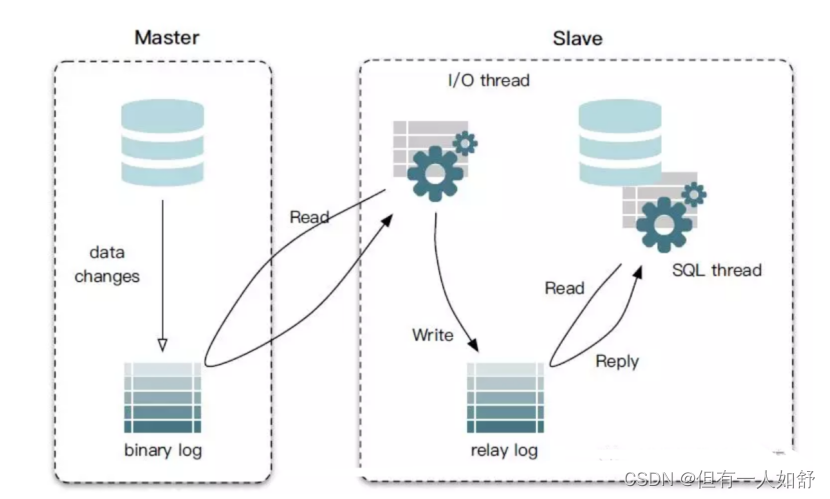 Master
Slave
I/O thread
Read
data
changes
SQL thread
Read
Write
Reply
binary log
relay log
CSDN @但有一人如舒